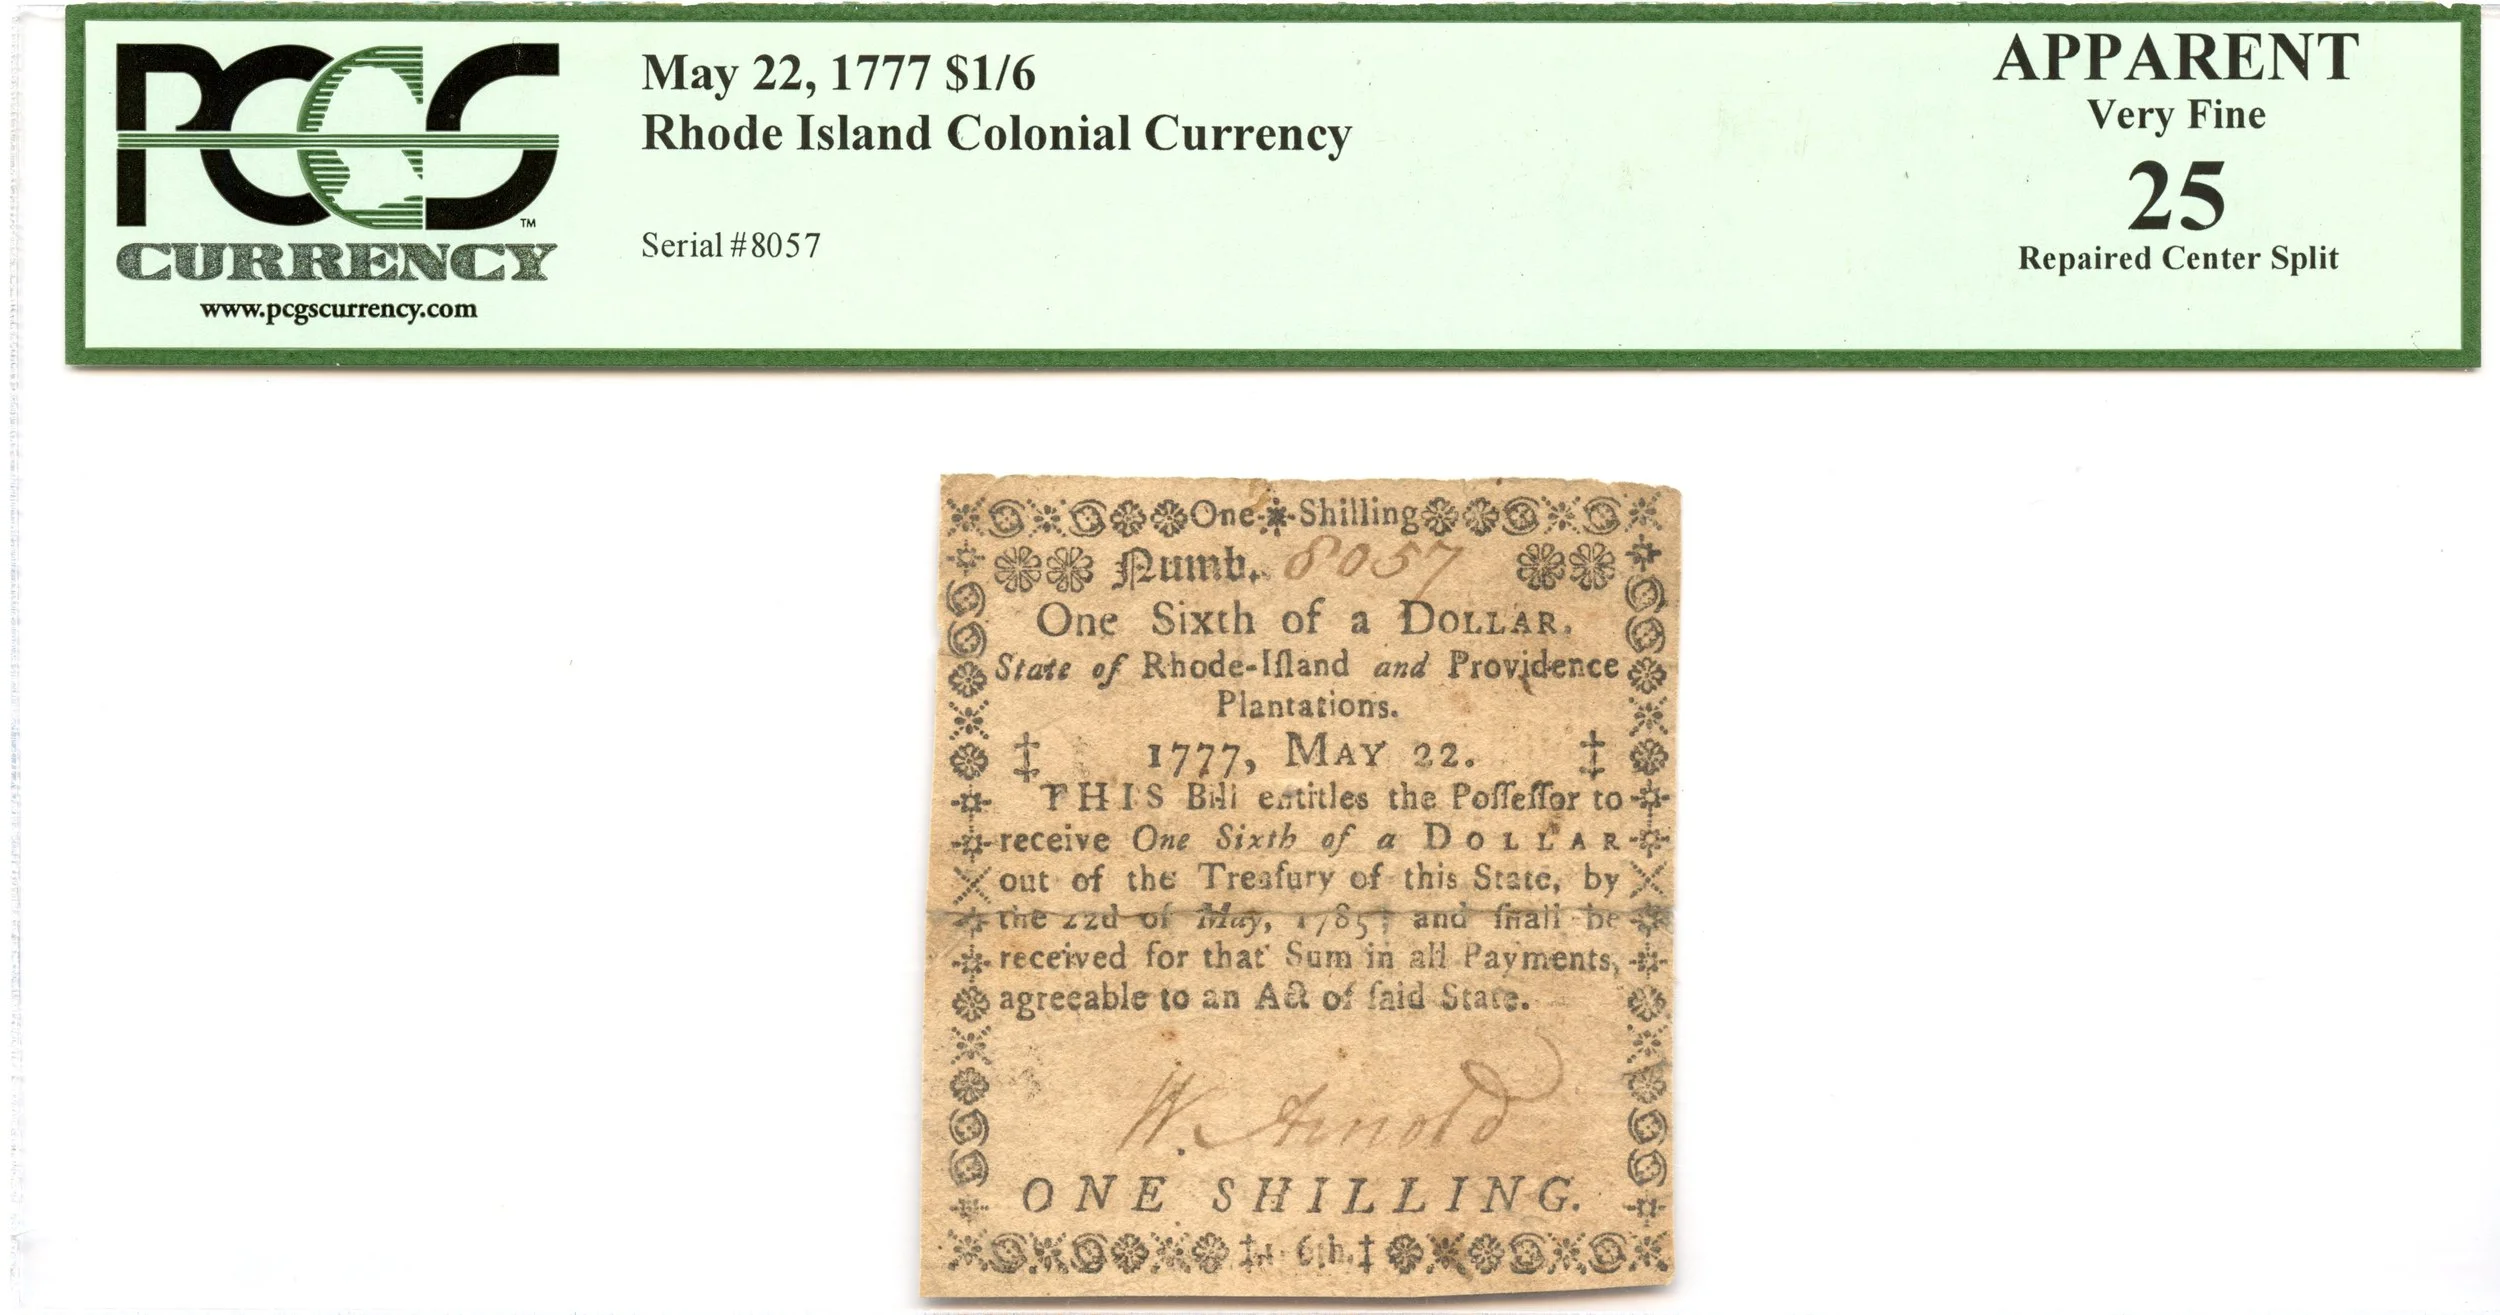 PCGS
CURRENCY
www.pcgscurrency.com
May 22, 1777 $1/6
Rhode Island Colonial Currency
Serial #8057
APPARENT
Very Fine
25
Repaired Center Split
One Shilling
Numb. 8057
One Sixth of a DOLLAR.
State of Rhode-Iſland and Providence
Plantations.
‡ 1777, MAY 22. ‡
THIS Bill entitles the Poſſeſſor to
receive One Sixth of a DOLLAR
out of the Treaſury of this State, by
the 22d of May, 1785; and ſhall be
received for that Sum in all Payments,
agreeable to an Act of ſaid State.
W. Arnold
ONE SHILLING.
‡ 6th. ‡